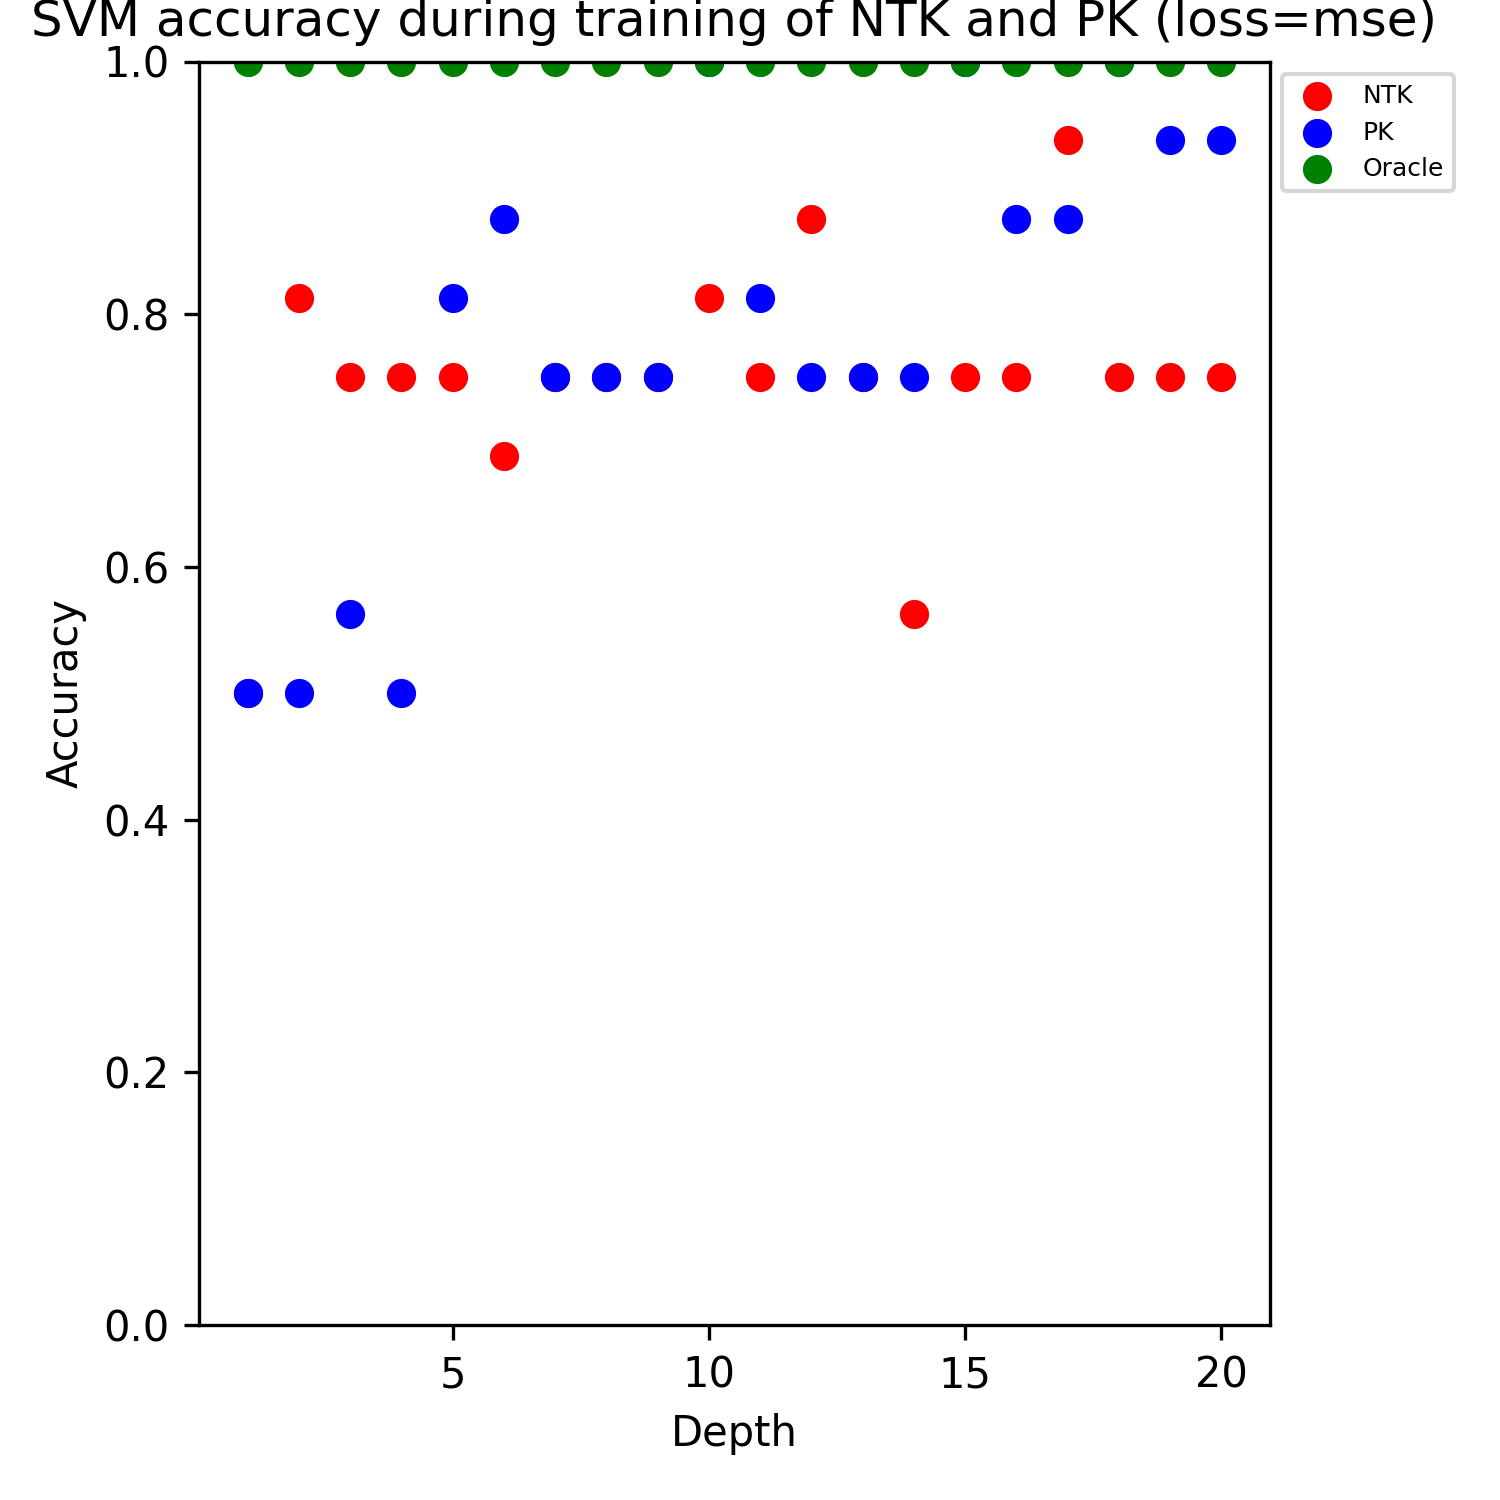 SVM accuracy during training of NTK and PK (loss=mse)
1.0
0.8
0.6
0.4
0.2
0.0
Accuracy
5 10 15 20
Depth
NTK
PK
Oracle